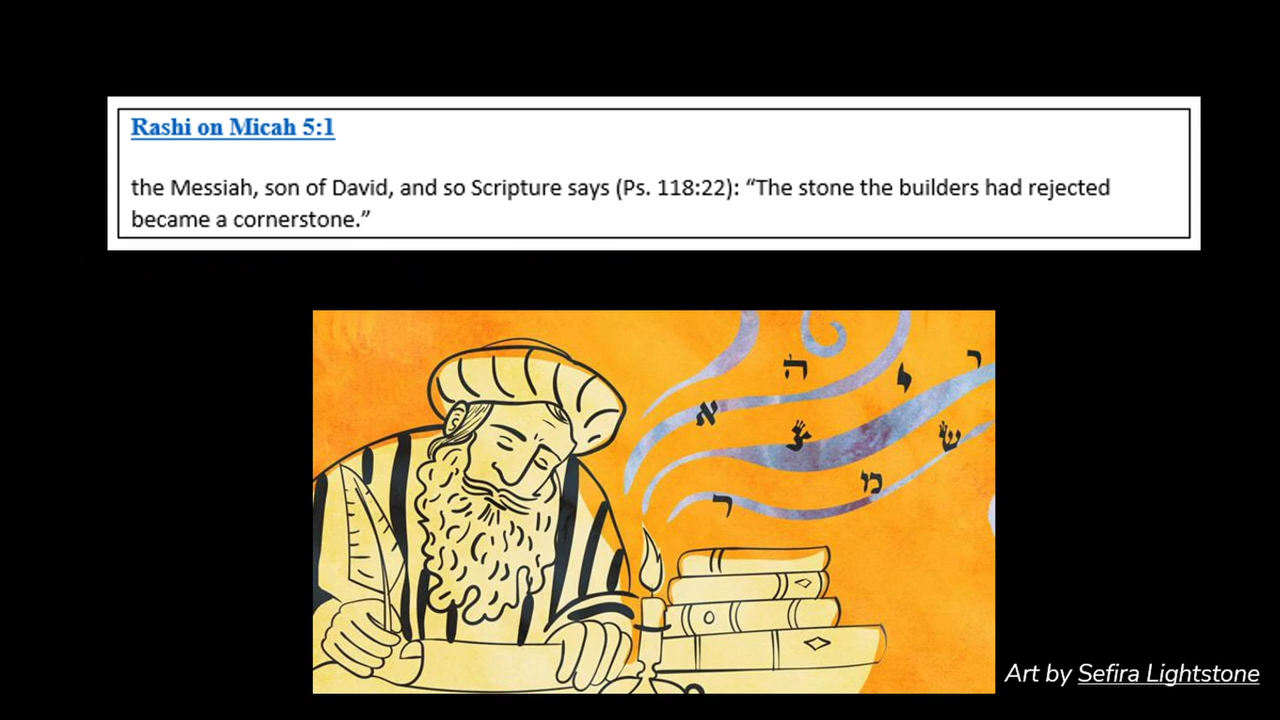 Rashi on Micah 5:1
the Messiah, son of David, and so Scripture says (Ps. 118:22): “The stone the builders had rejected
became a cornerstone.”
ר
י
ה
א
צ
ש
מ
ו
ר
Art by Sefira Lightstone